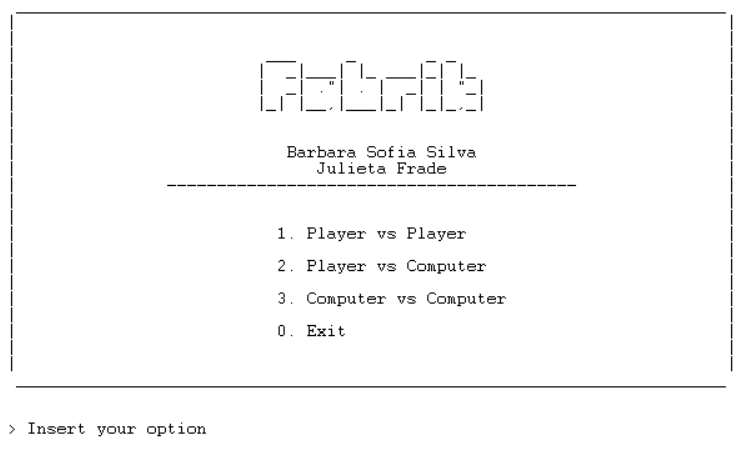 Fabrik
Barbara Sofia Silva
Julieta Frade
1. Player vs Player
2. Player vs Computer
3. Computer vs Computer
0. Exit
> Insert your option